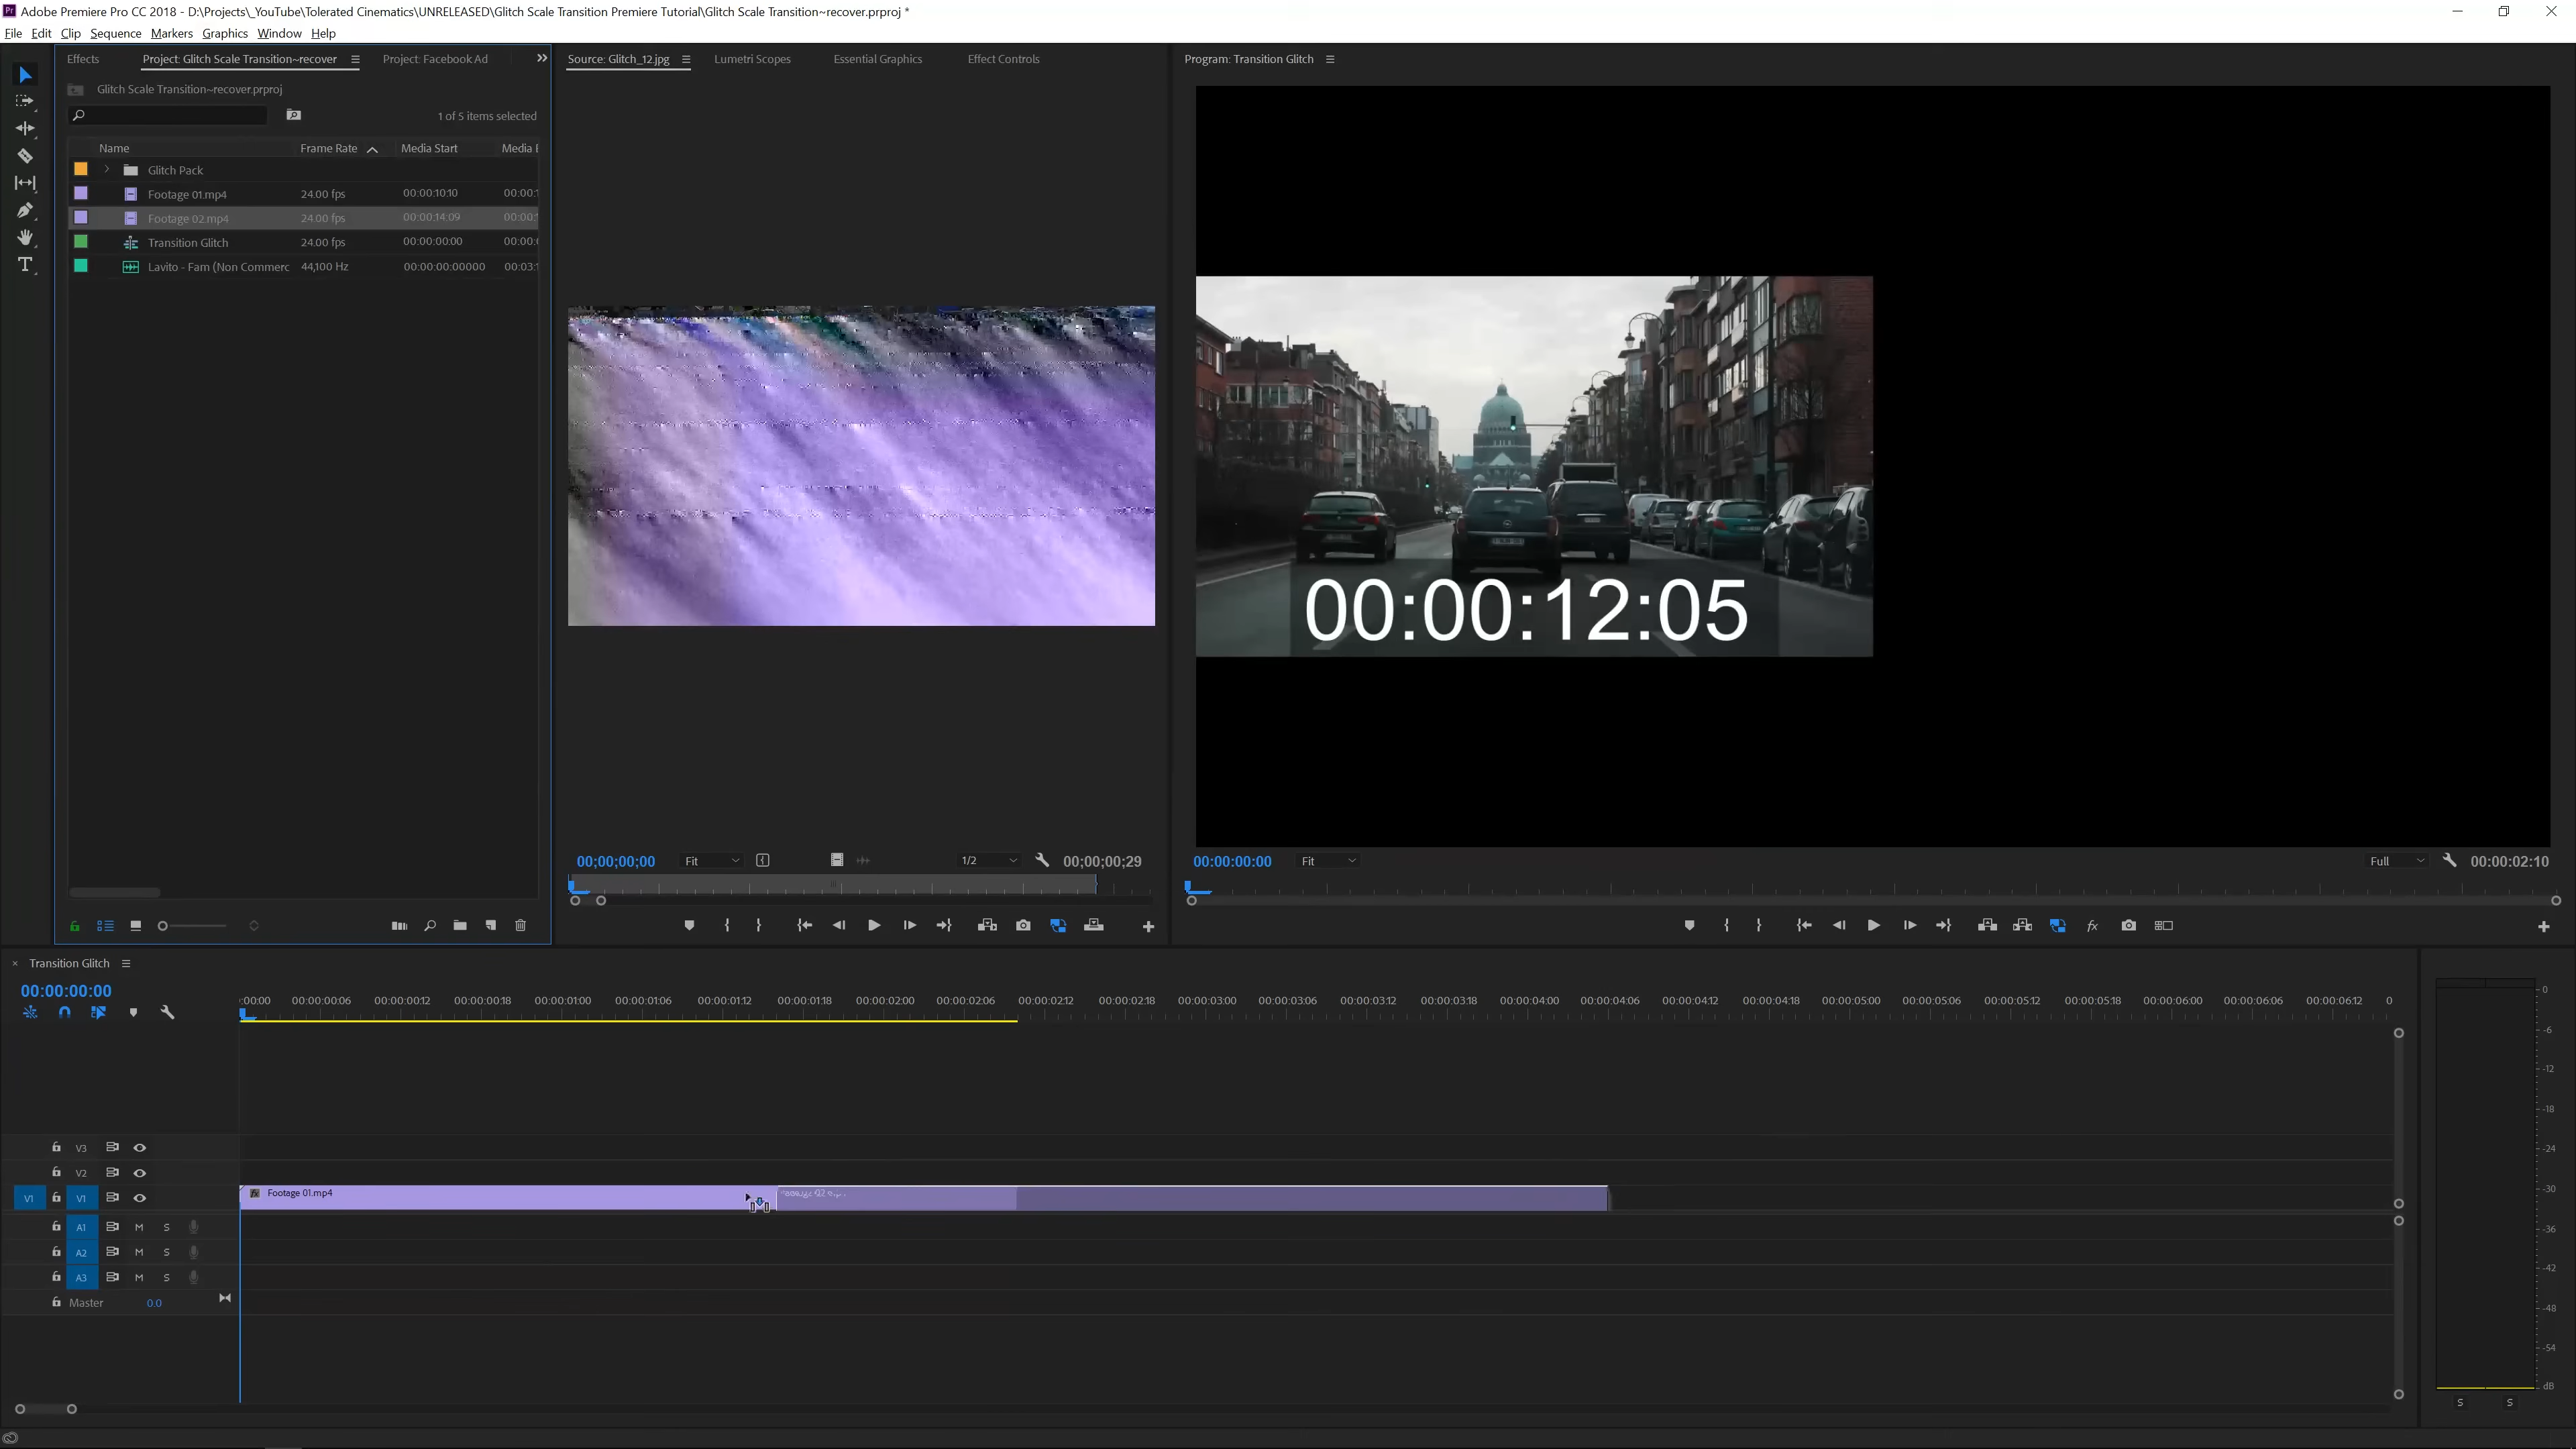 Adobe Premiere Pro CC 2018 - D:\Projects\_YouTube\Tolerated Cinematics\UNRELEASED\Glitch Scale Transition Premiere Tutorial\Glitch Scale Transition~recover.prproj *
File Edit Clip Sequence Markers Graphics Window Help
Effects Project: Glitch Scale Transition~recover Project: Facebook Ad
Glitch Scale Transition~recover.prproj
1 of 5 items selected
Name Frame Rate Media Start Media
Glitch Pack
Footage 01.mp4 24.00 fps 00:00:10:10 00:00:1
Footage 02.mp4 24.00 fps 00:00:14:09 00:00:
Transition Glitch 24.00 fps 00:00:00:00 00:00:
Lavito - Fam (Non Commerc 44,100 Hz 00:00:00:00000 00:03:
Source: Glitch_12.jpg Lumetri Scopes Essential Graphics Effect Controls
00;00;00;00 Fit 1/2 00;00;00;29
Program: Transition Glitch
00:00:12:05
00:00:00:00 Fit Full 00:00:02:10
Transition Glitch
00:00:00:00
:00:00 00:00:00:06 00:00:00:12 00:00:00:18 00:00:01:00 00:00:01:06 00:00:01:12 00:00:01:18 00:00:02:00 00:00:02:06 00:00:02:12 00:00:02:18 00:00:03:00 00:00:03:06 00:00:03:12 00:00:03:18 00:00:04:00 00:00:04:06 00:00:04:12 00:00:04:18 00:00:05:00 00:00:05:06 00:00:05:12 00:00:05:18 00:00:06:00 00:00:06:06 00:00:06:12 0
V3
V2
V1 V1 Footage 01.mp4
A1 M S
A2 M S
A3 M S
Master 0.0
0
-6
-12
-18
-24
-30
-36
-42
-48
-54
dB
S S